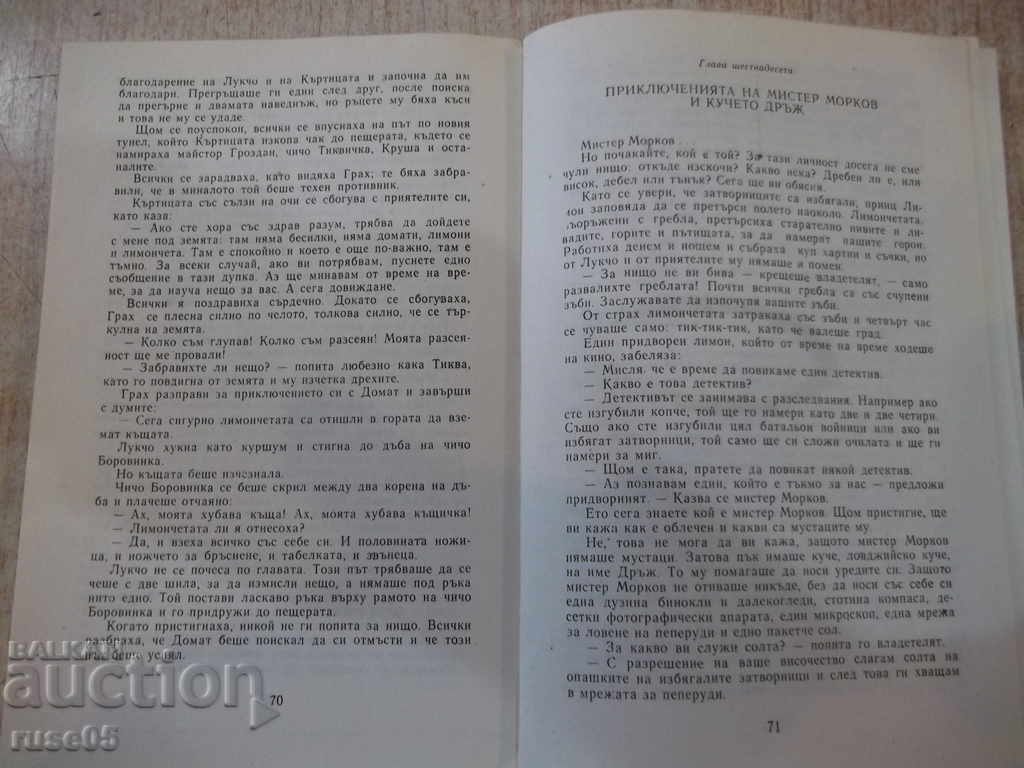 благодарение на Лукчо и на Къртицата и започна да им
благодари. Прегръщаше ги един след друг, после поиска
да прегърне и двамата наведнъж, но ръцете му бяха къси
и това не му се удаде.
Щом се поуспокои, всички се впуснаха на път по новия
тунел, който Къртицата изкопа чак до пещерата, където се
намираха майстор Гроздан, чичо Тиквичка, Круша и оста-
налите.
Всички се зарадваха, като видяха Грах; те бяха забра-
вили, че в миналото той беше техен противник.
Къртицата със сълзи на очи се сбогува с приятелите си,
като каза:
— Ако сте хора със здрав разум, трябва да дойдете
с мене под земята: там няма бесилки, няма домати, лимони
и лимончета. Там е спокойно и което е още по-важно, там е
тъмно. За всеки случай, ако ви потрябвам, пуснете едно
съобщение в тази дупка. Аз ще минавам от време на вре-
ме, за да науча нещо за вас. А сега довиждане.
Всички я поздравиха сърдечно. Докато се сбогуваха,
Грах се плесна силно по челото, толкова силно, че се тър-
кулна на земята.
— Колко съм глупав! Колко съм разсеян! Моята разсея-
ност ще ме провали!
— Забравихте ли нещо? — попита любезно кака Тиква,
като го повдигна от земята и му изчетка дрехите.
Грах разправи за приключението си с Домат и завърши
с думите:
— Сега сигурно лимончетата са отишли в гората да взе-
мат къщата.
Лукчо хукна като куршум и стигна до дъба на чичо
Боровинка.
Но къщата беше изчезнала.
Чичо Боровинка се беше скрил между два корена на дъ-
ба и плачеше отчаяно:
— Ах, моята хубава къща! Ах, моята хубава къщичка!
— Лимончетата ли я отнесоха?
— Да, и взеха всичко със себе си. И половината ножи-
ца, и ножчето за бръснене, и табелката, и звънеца.
Лукчо не се почеса по главата. Този път трябваше да се
чеше с две шила, за да измисли нещо, а нямаше под ръка
нито едно. Той постави ласкаво ръка върху рамото на чичо
Боровинка и го придружи до пещерата.
Когато пристигнаха, никой не ги попита за нищо. Всички
разбраха, че Домат беше поискал да си отмъсти и че този
път беше успял.
70
Глава шестнадесета
ПРИКЛЮЧЕНИЯТА НА МИСТЕР МОРКОВ
И КУЧЕТО ДРЪЖ
Мистер Морков
Но почакайте, кой е той? За тази личност досега не сме
чули нищо: откъде изскочи? Какво иска? Дребен ли е, или
висок, дебел или тънък? Сега ще ви обясня.
Като се увери, че затворниците са избягали, принц Ли-
мон заповяда да се претърси полето наоколо. Лимончетата,
въоръжени с гребла, претърсиха старателно нивите и ли-
вадите, горите и пътищата, за да намерят нашите герои.
Работиха денем и нощем и събраха куп хартии и съчки, но
от Лукчо и от приятелите му нямаше и помен.
— За нищо не ви бива — крещеше владетелят, — само
развалихте греблата! Почти всички гребла са със счупени
зъби. Заслужавате да изпочупя вашите зъби.
От страх лимончетата затракаха със зъби и четвърт час
се чуваше само: тик-тик-тик, като че валеше град.
Един придворен лимон, който от време на време ходеше
на кино, забеляза:
— Мисля, че е време да повикаме един детектив.
— Какво е това детектив?
— Детективът се занимава с разследвания. Например ако
сте изгубили копче, той ще го намери като две и две четири.
Също ако сте изгубили цял батальон войници или ако ви
избягат затворници, той само ще си сложи очилата и ще ги
намери за миг.
— Щом е така, пратете да повикат някой детектив.
— Аз познавам един, който е тъкмо за нас — предложи
придворният. — Казва се мистер Морков.
Ето сега знаете кой е мистер Морков. Щом пристигне, ще
ви кажа как е облечен и какви са мустаците му.
Не, това не мога да ви кажа, защото мистер Морков
нямаше мустаци. Затова пък имаше куче, ловджийско куче,
на име Дръж. То му помагаше да носи уредите си. Защото
мистер Морков не отиваше никъде, без да носи със себе си
една дузина бинокли и далекогледи, стотина компаса, де-
сетки фотографически апарата, един микроскоп, една мрежа
за ловене на пеперуди и едно пакетче сол.
— За какво ви служи солта? — попита го владетелят.
— С разрешение на ваше височество слагам солта на
опашките на избягалите затворници и след това ги хващам
в мрежата за пеперуди.
71
BALKAN
auction
ruse05